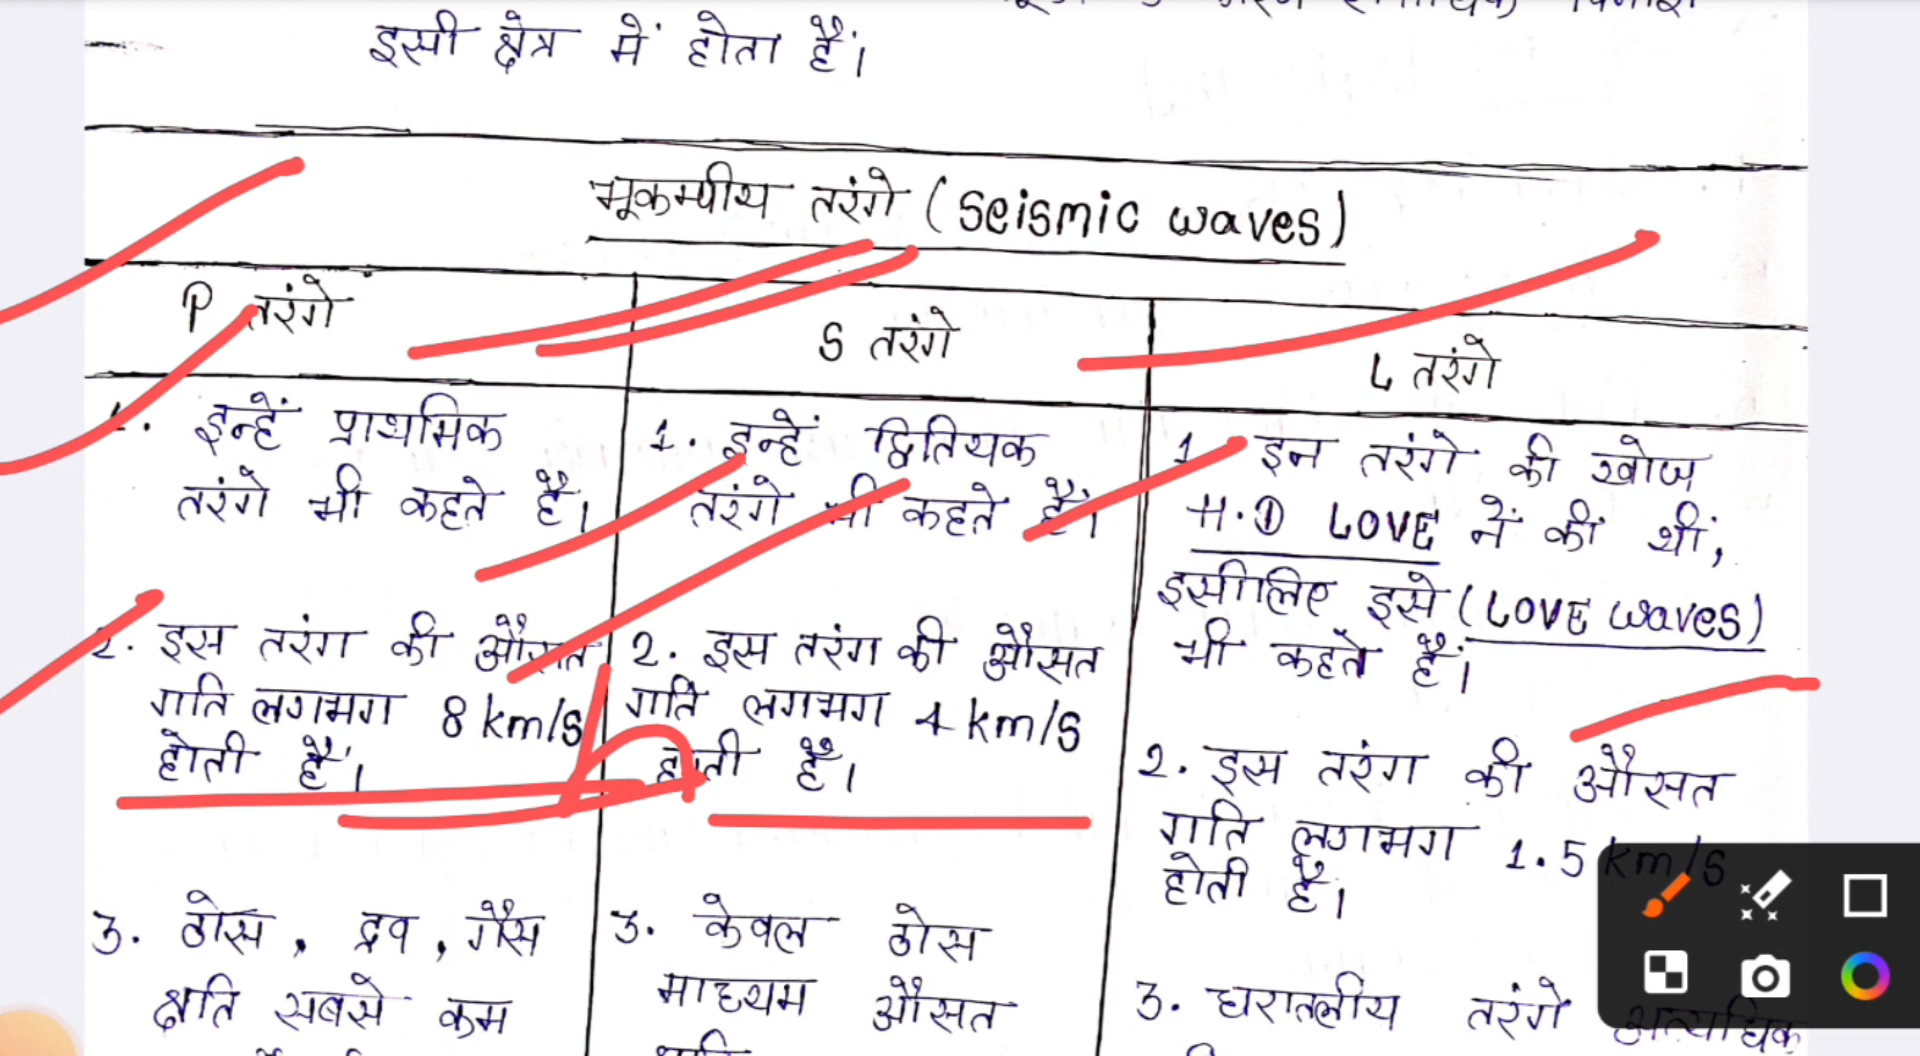 इसी क्षेत्र में होता हैं।
भूकम्पीय तरंगे (Seismic waves)
P तरंगे
S तरंगे
L तरंगे
1. इन्हें प्राथमिक
तरंगे भी कहते है।
2. इस तरंग की औसत
गति लगभग 8 km/s
होती है।
3. ठोस, द्रव, गैस
क्षति सबसे कम
1. इन्हें द्वितियक
तरंगे भी कहते हैं।
2. इस तरंग की औसत
गति लगभग 4 km/s
होती हैं।
3. केवल ठोस
माध्यम औसत
1. इन तरंगे की खोज
H.D LOVE नें कीं थीं,
इसीलिए इसे (LOVE waves)
भी कहते हैं।
2. इस तरंग की औसत
गति लगभग 1.5 km/s
होती हैं।
3. धरातलीय तरंगे अत्याधिक